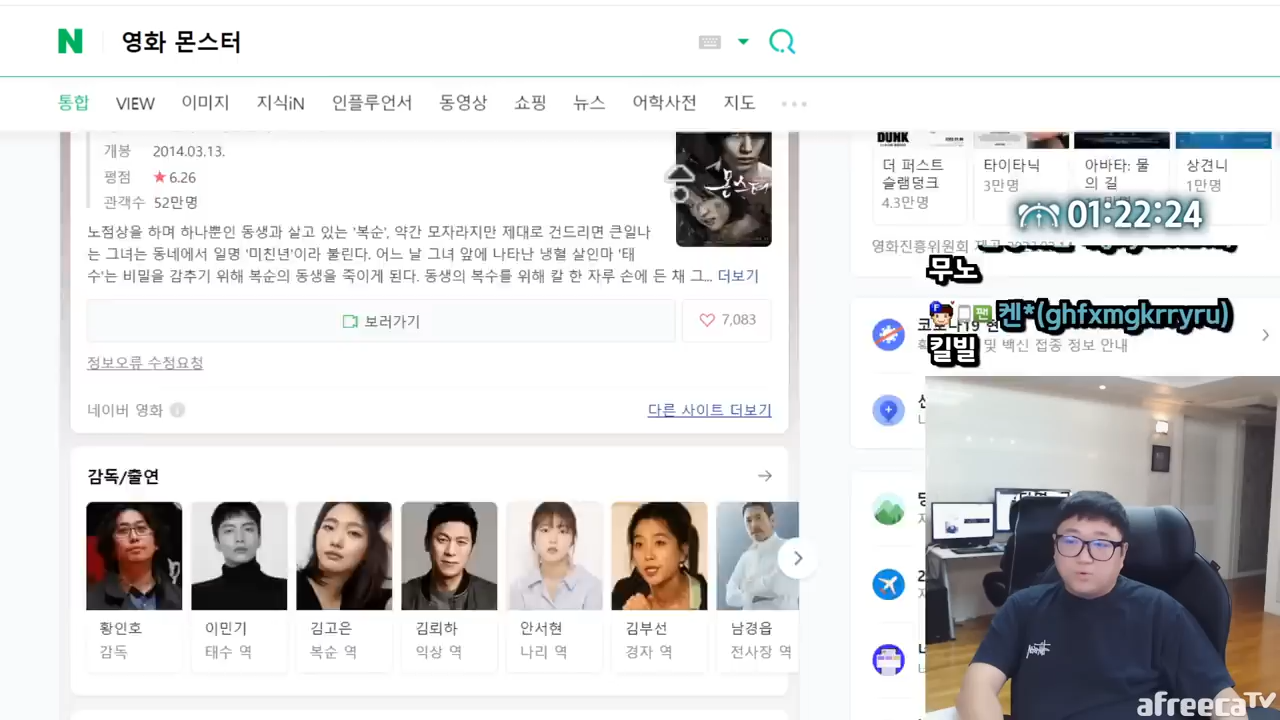 N
영화 몬스터
통합 VIEW 이미지 지식iN 인플루언서 동영상 쇼핑 뉴스 어학사전 지도
개봉 2014.03.13.
평점 ★6.26
관객수 52만명
노점상을 하며 하나뿐인 동생과 살고 있는 '복순', 약간 모자라지만 제대로 건드리면 큰일나
는 그녀는 동네에서 일명 '미친년'이라 불린다. 어느 날 그녀 앞에 나타난 냉혈 살인마 '태
수'는 비밀을 감추기 위해 복순의 동생을 죽이게 된다. 동생의 복수를 위해 칼 한 자루 손에 든 채 그... 더보기
몬스터
보러가기
7,083
정보오류 수정요청
네이버 영화
다른 사이트 더보기
감독/출연
황인호
감독
이민기
태수 역
김고은
복순 역
김뢰하
익상 역
안서현
나리 역
김부선
경자 역
남경읍
전사장 역
DUNK
더 퍼스트
슬램덩크
4.3만명
타이타닉
3만명
아바타: 물
의 길
상견니
1만명
01:22:24
영화진흥위원회
무노
켄*(ghfxmgkrryru)
팬
킬빌
코로나19
및 백신 접종 정보 안내
afreecaTV